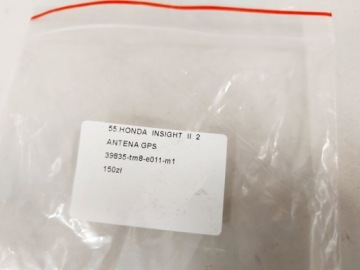 55 HONDA INSIGHT II 2
ANTENA GPS
39835-tm8-e011-m1
150zł